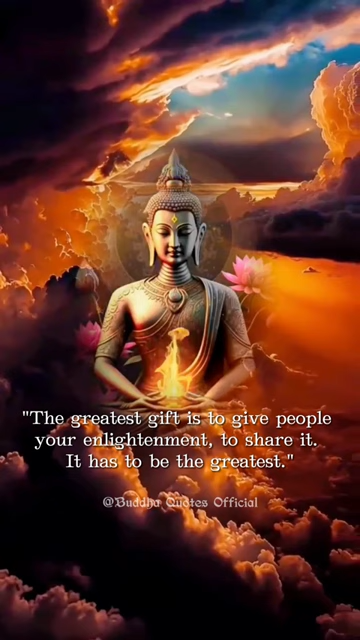 "The greatest gift is to give people
your enlightenment, to share it.
It has to be the greatest."
@Buddha Quotes Official